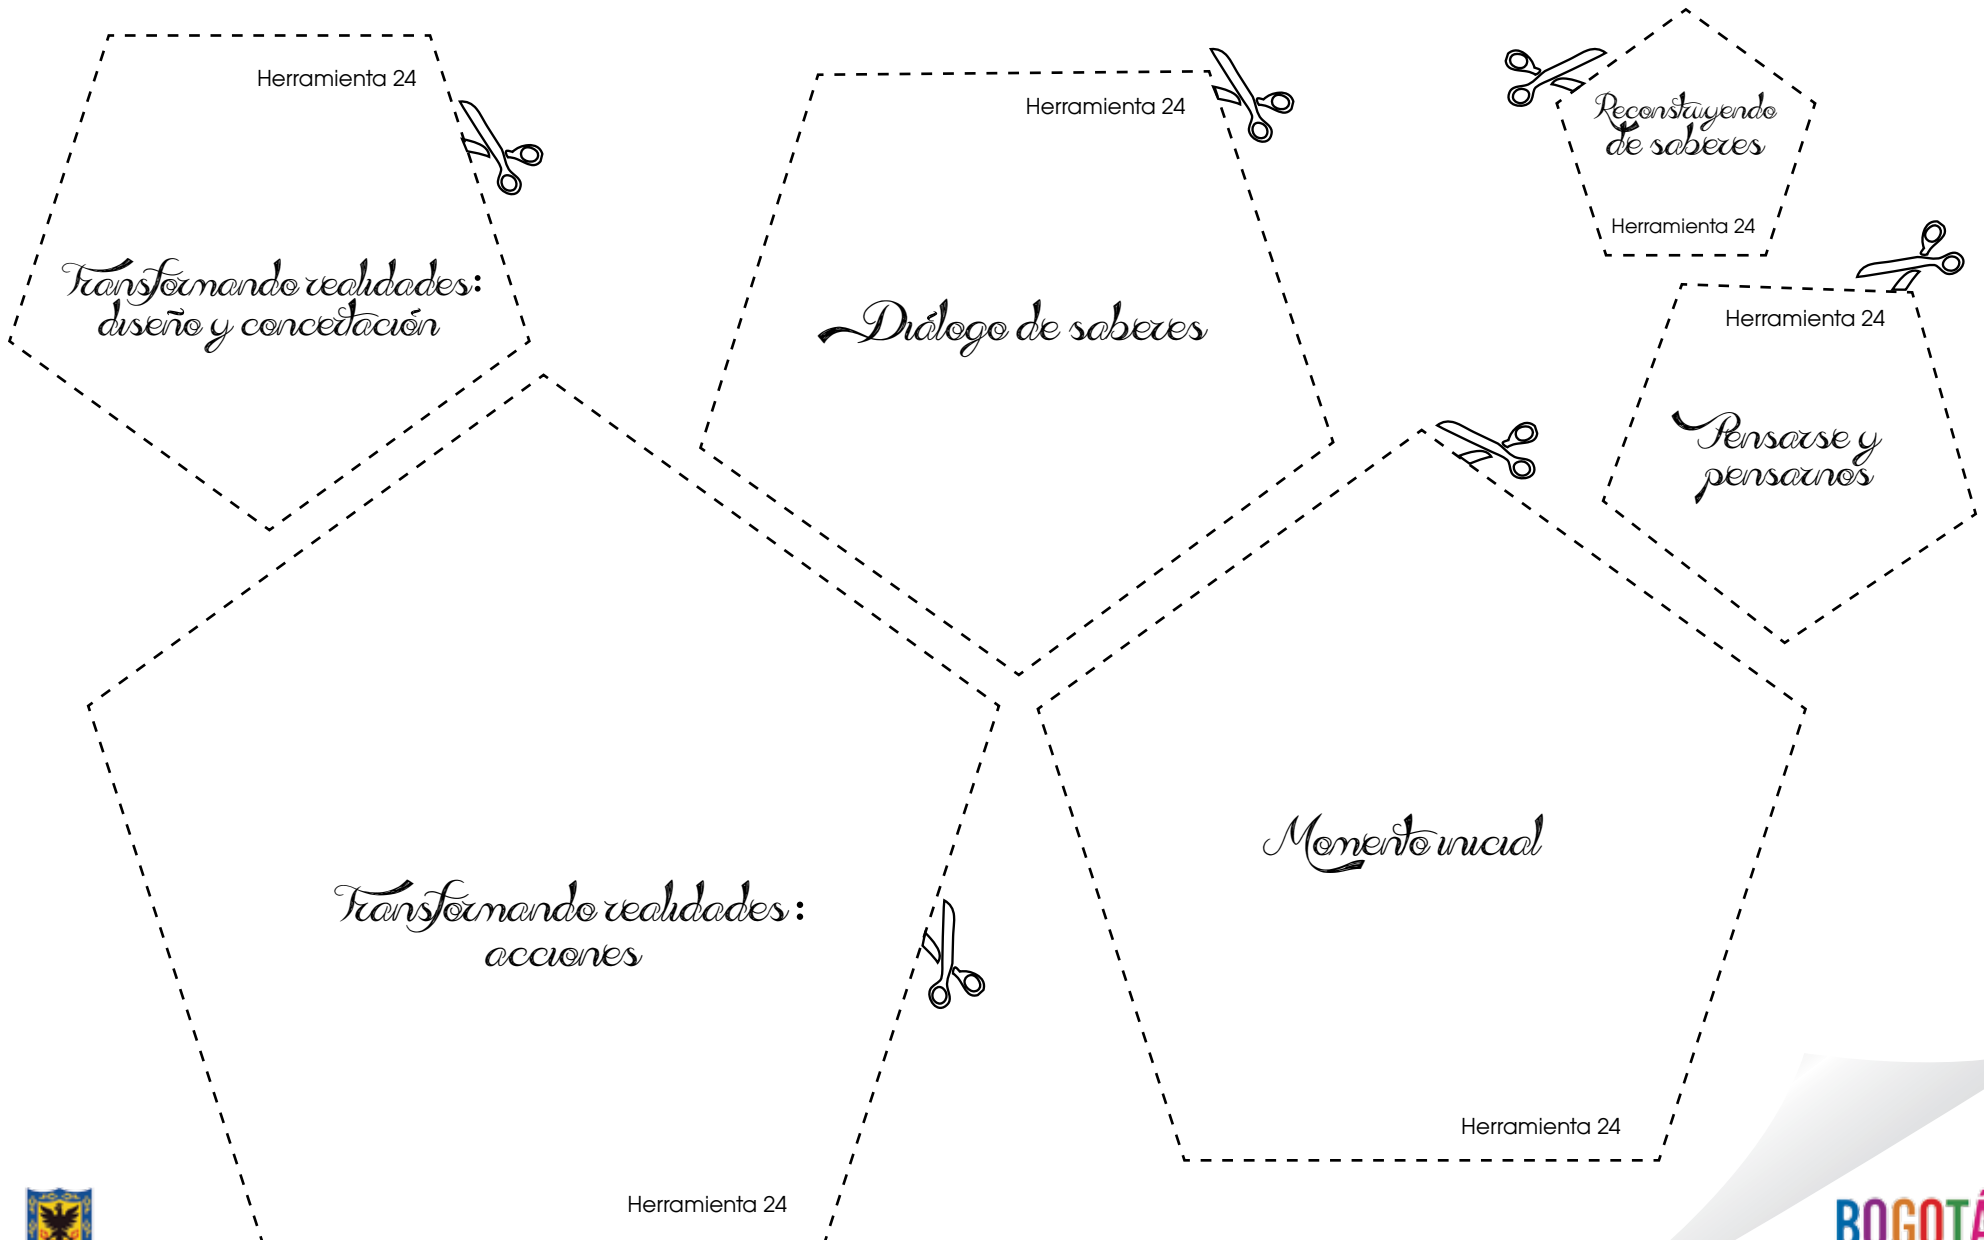 Herramienta 24
Transformando realidades:
diseño y concertación
Herramienta 24
Diálogo de saberes
Reconstruyendo
de saberes
Herramienta 24
Herramienta 24
Pensarse y
pensarnos
Transformando realidades:
acciones
Herramienta 24
Momento inicial
Herramienta 24
BOGOTÁ